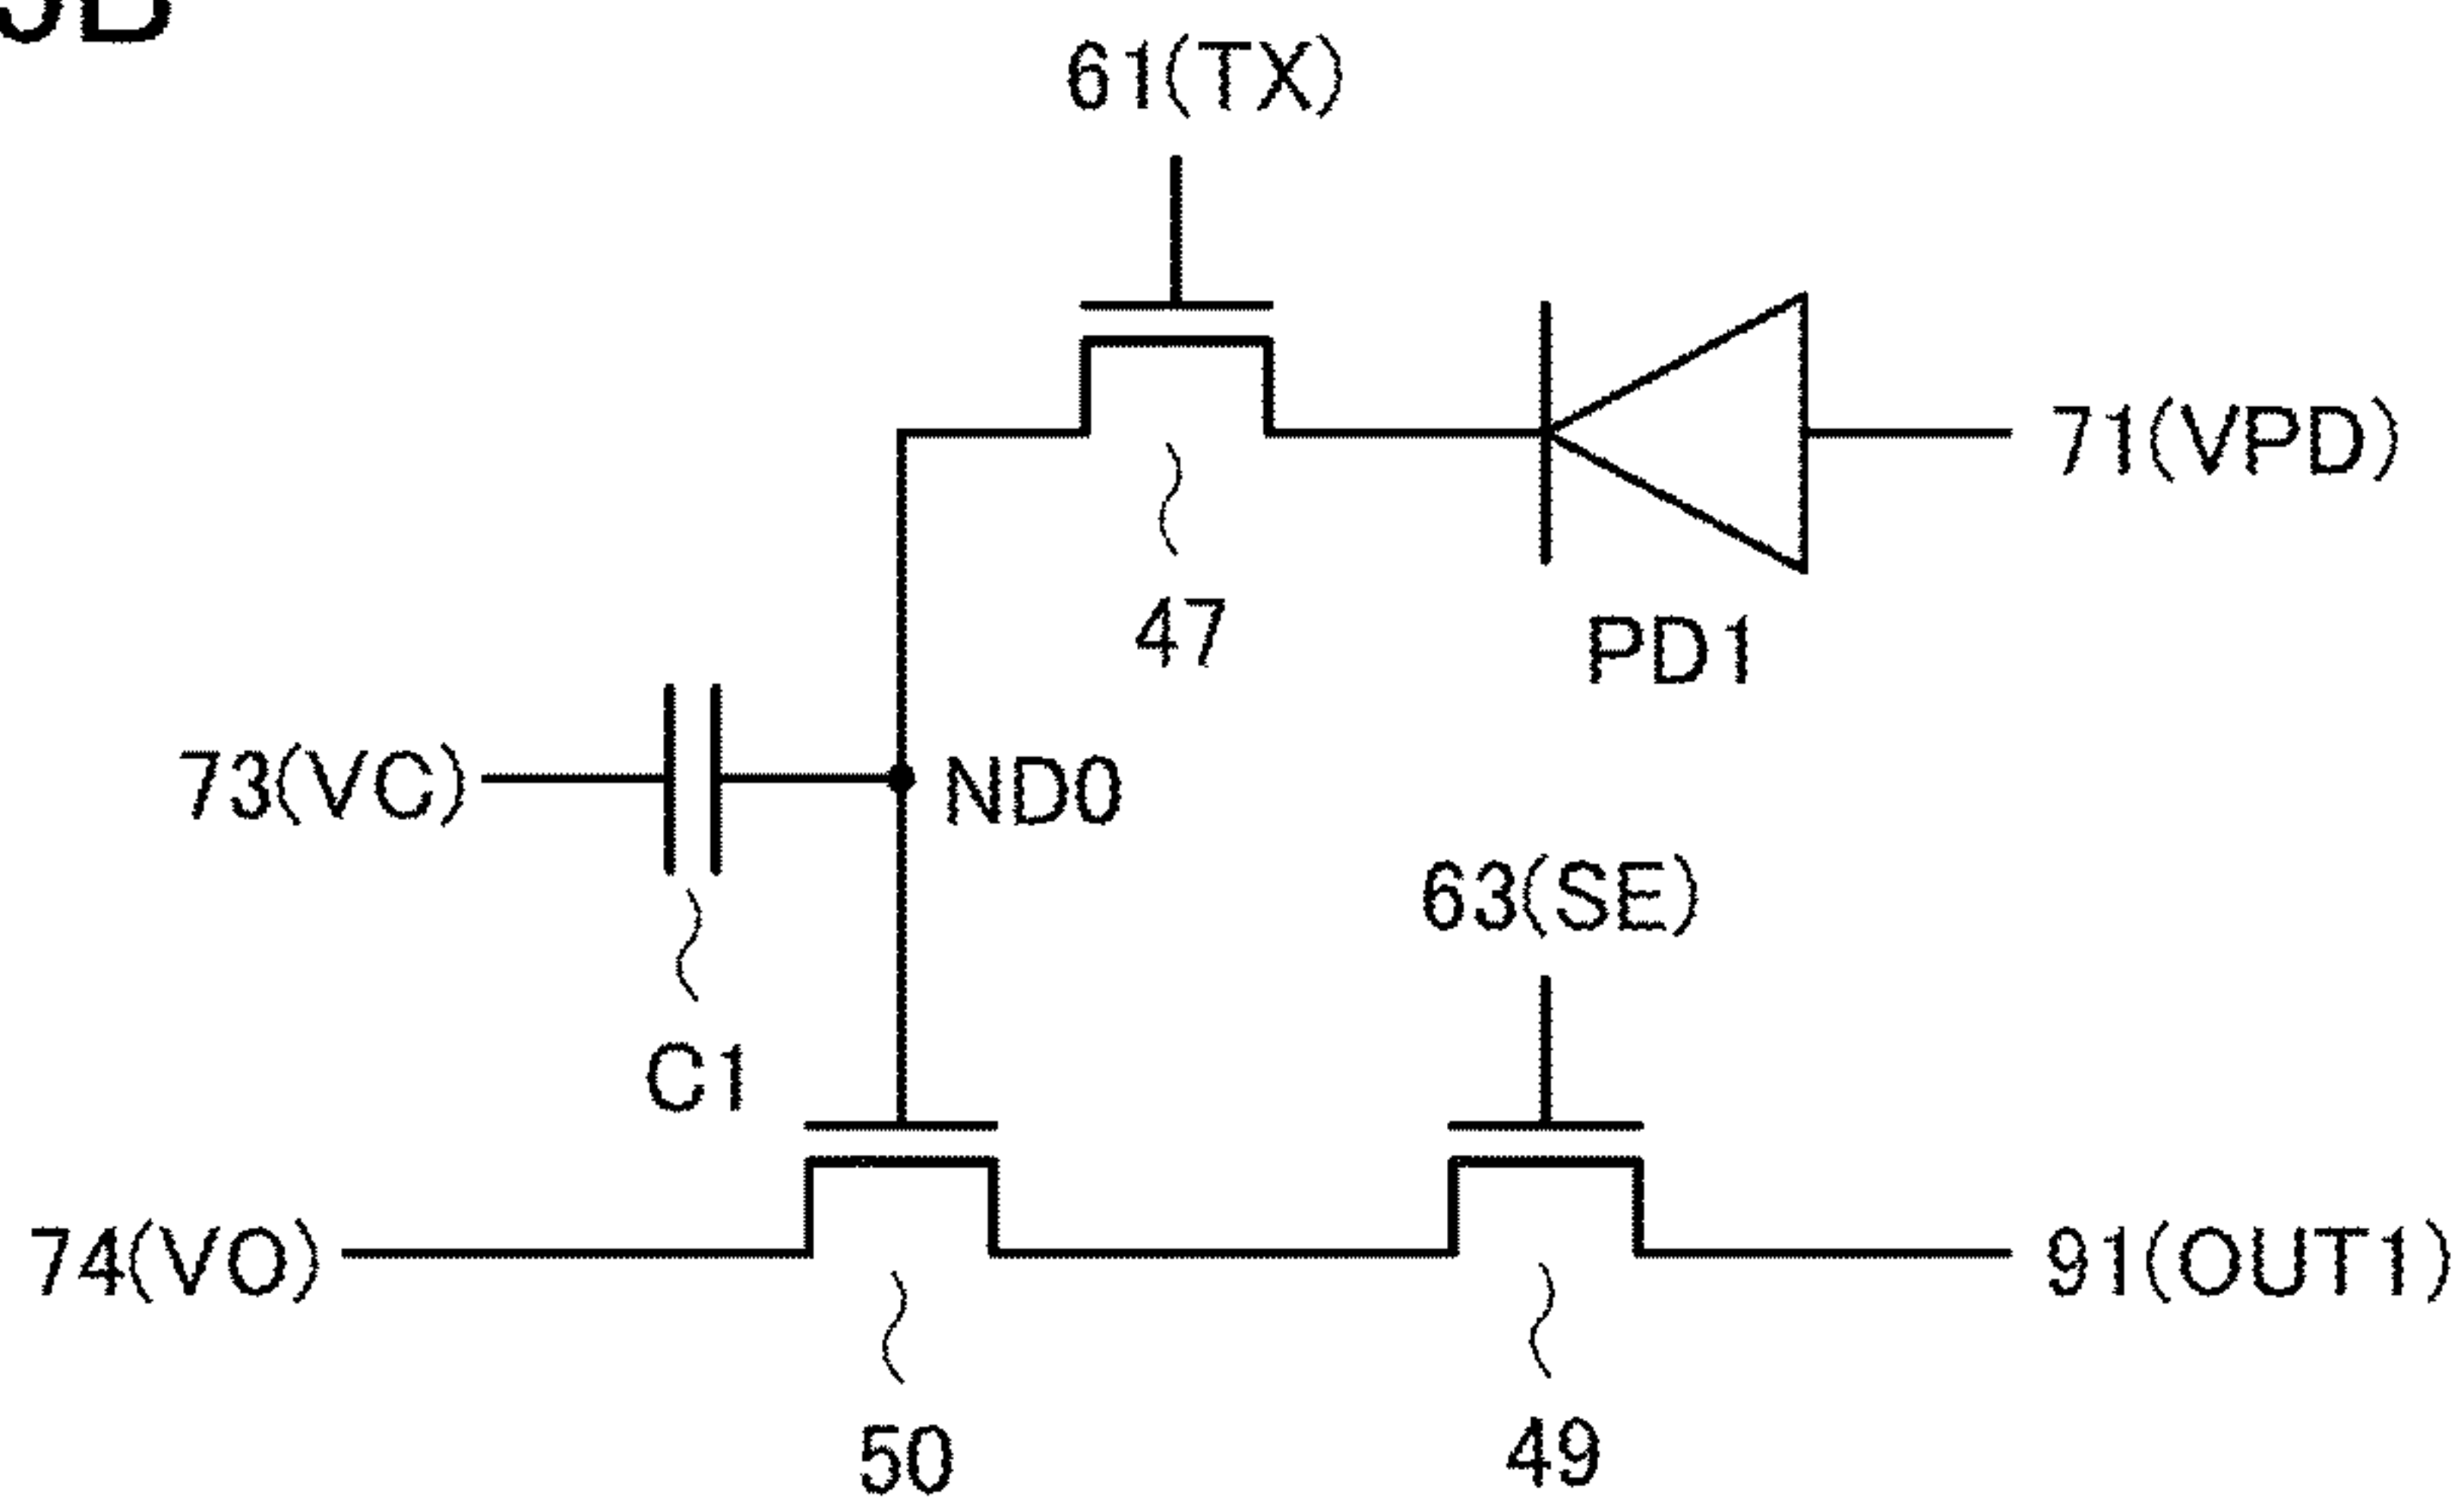 61(TX)
71(VPD)
47
PD1
73(VC)
ND0
63(SE)
C1
74(VO)
91(OUT1)
50
49